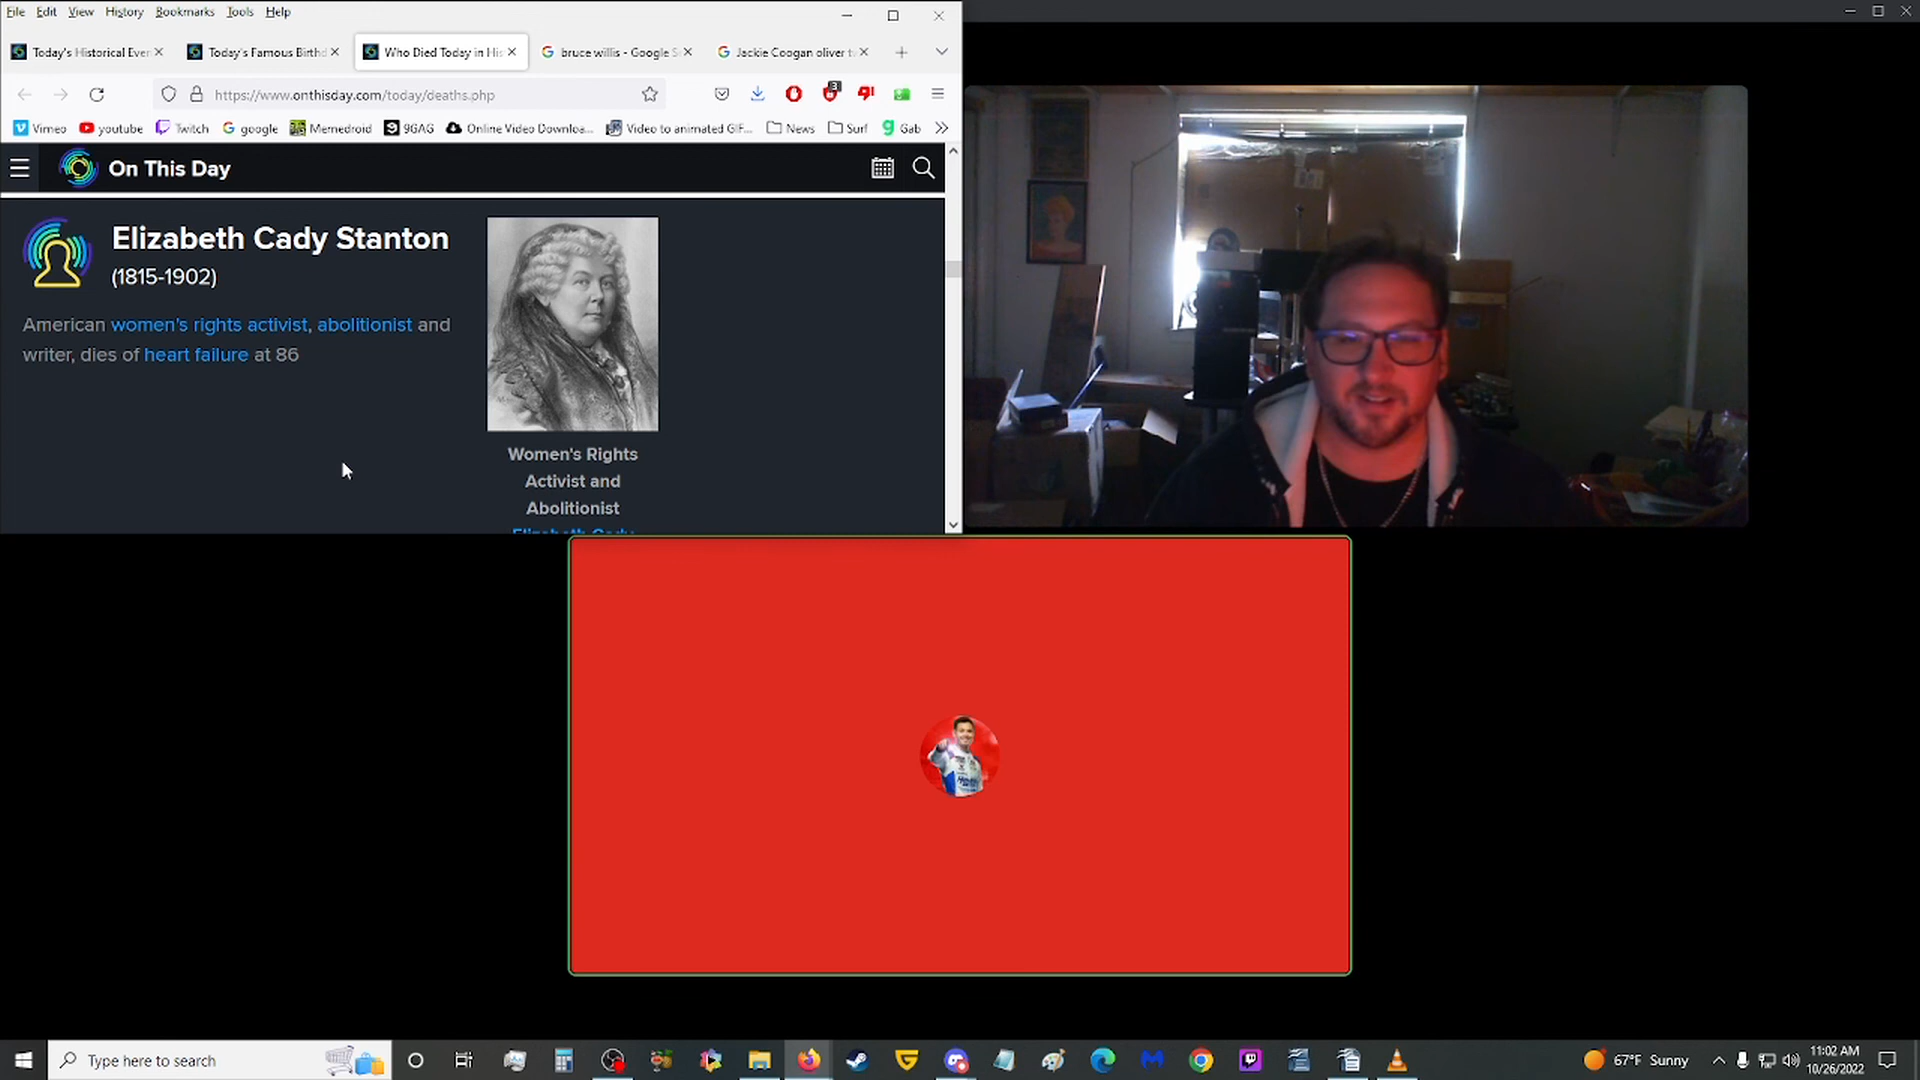 File Edit View History Bookmarks Tools Help
Today's Historical Even
Today's Famous Birthd
Who Died Today in His
bruce willis - Google S
Jackie Coogan oliver t
https://www.onthisday.com/today/deaths.php
3
Vimeo youtube Twitch google Memedroid 9GAG Online Video Downloa... Video to animated GIF... News Surf Gab
On This Day
Elizabeth Cady Stanton
(1815-1902)
American women's rights activist, abolitionist and
writer, dies of heart failure at 86
Women's Rights
Activist and
Abolitionist
Elizabeth Cady
Type here to search
67°F Sunny
11:02 AM
10/26/2022